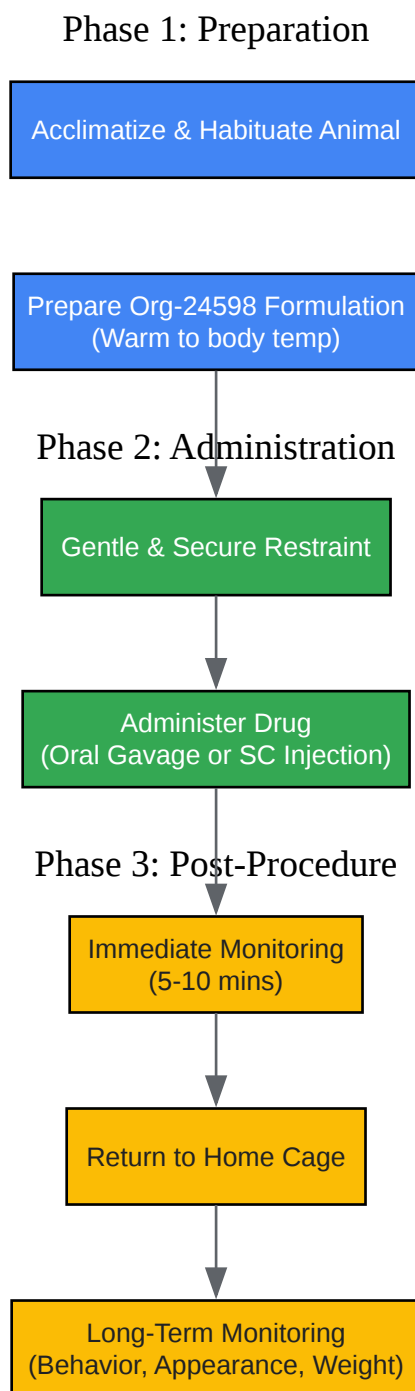 Phase 1: Preparation
Acclimatize & Habituate Animal
Prepare Org-24598 Formulation
(Warm to body temp)
Phase 2: Administration
Gentle & Secure Restraint
Administer Drug
(Oral Gavage or SC Injection)
Phase 3: Post-Procedure
Immediate Monitoring
(5-10 mins)
Return to Home Cage
Long-Term Monitoring
(Behavior, Appearance, Weight)